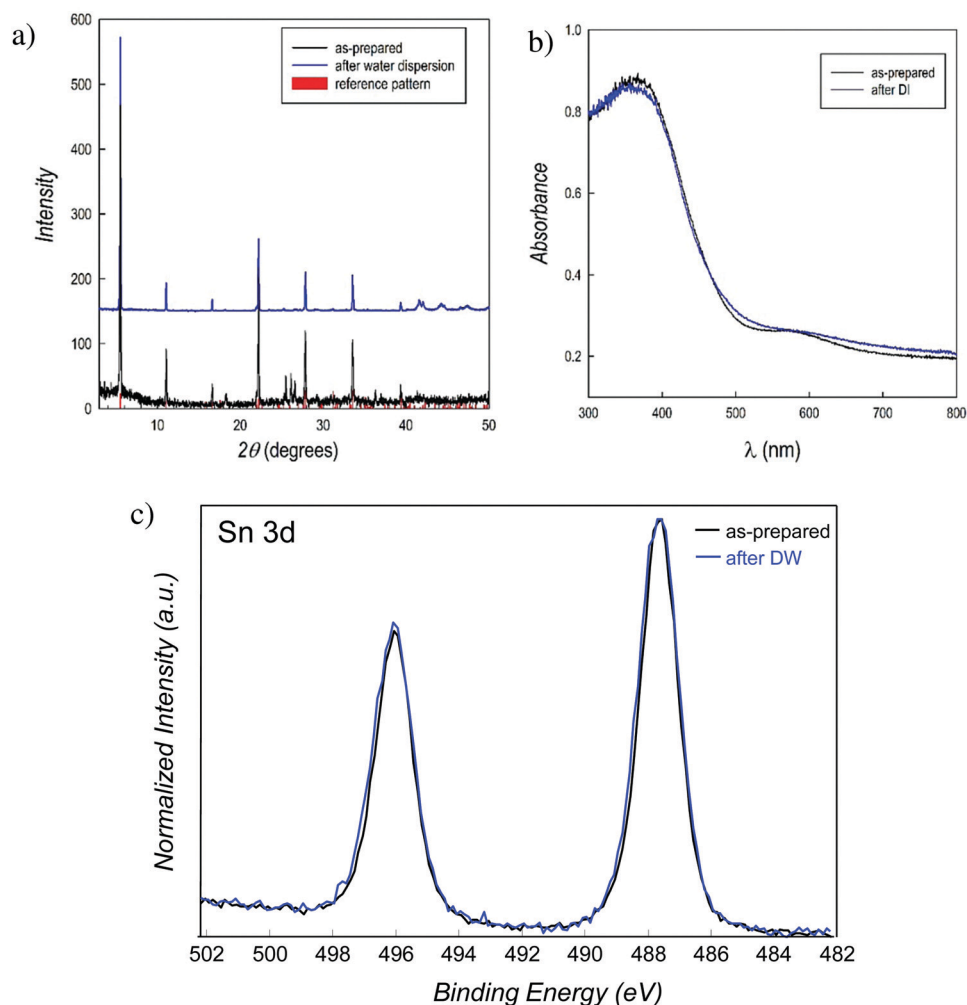 a)
600
500
400
300
200
100
0
Intensity
10
20
30
40
50
2θ (degrees)
as-prepared
after water dispersion
reference pattern
b)
1.0
0.8
0.6
0.4
0.2
Absorbance
300
400
500
600
700
800
λ (nm)
as-prepared
after DI
c)
Sn 3d
as-prepared
after DW
Normalized Intensity (a.u.)
502 500 498 496 494 492 490 488 486 484 482
Binding Energy (eV)